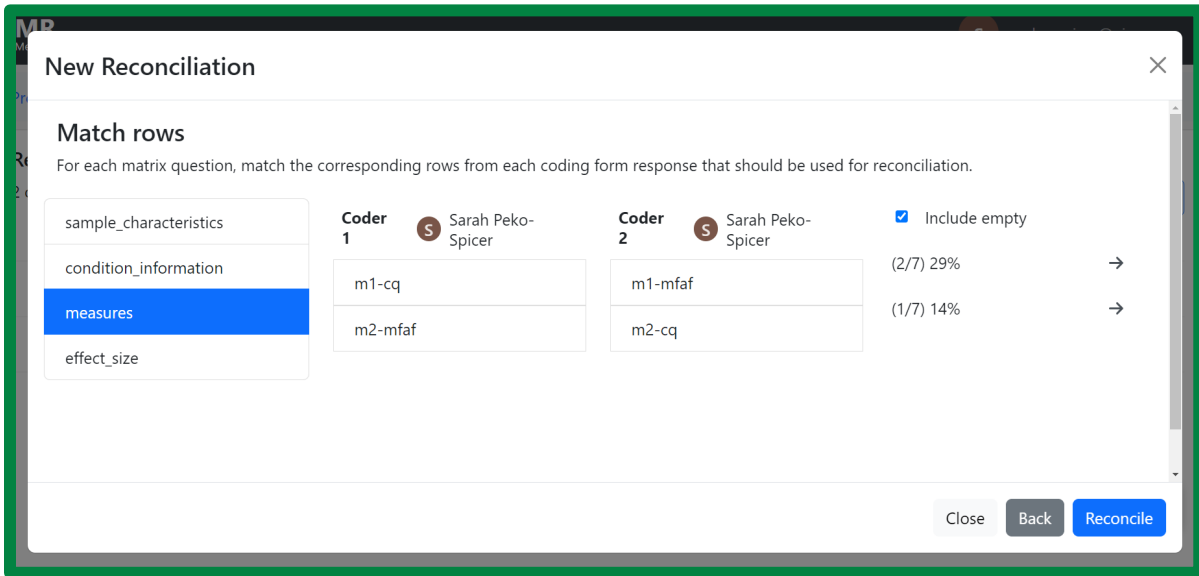 MR
New Reconciliation
Match rows
For each matrix question, match the corresponding rows from each coding form response that should be used for reconciliation.
sample_characteristics
condition_information
measures
effect_size
Coder 1
S
Sarah Peko-
Spicer
m1-cq
m2-mfaf
Coder 2
S
Sarah Peko-
Spicer
m1-mfaf
m2-cq
Include empty
(2/7) 29%
(1/7) 14%
Close
Back
Reconcile